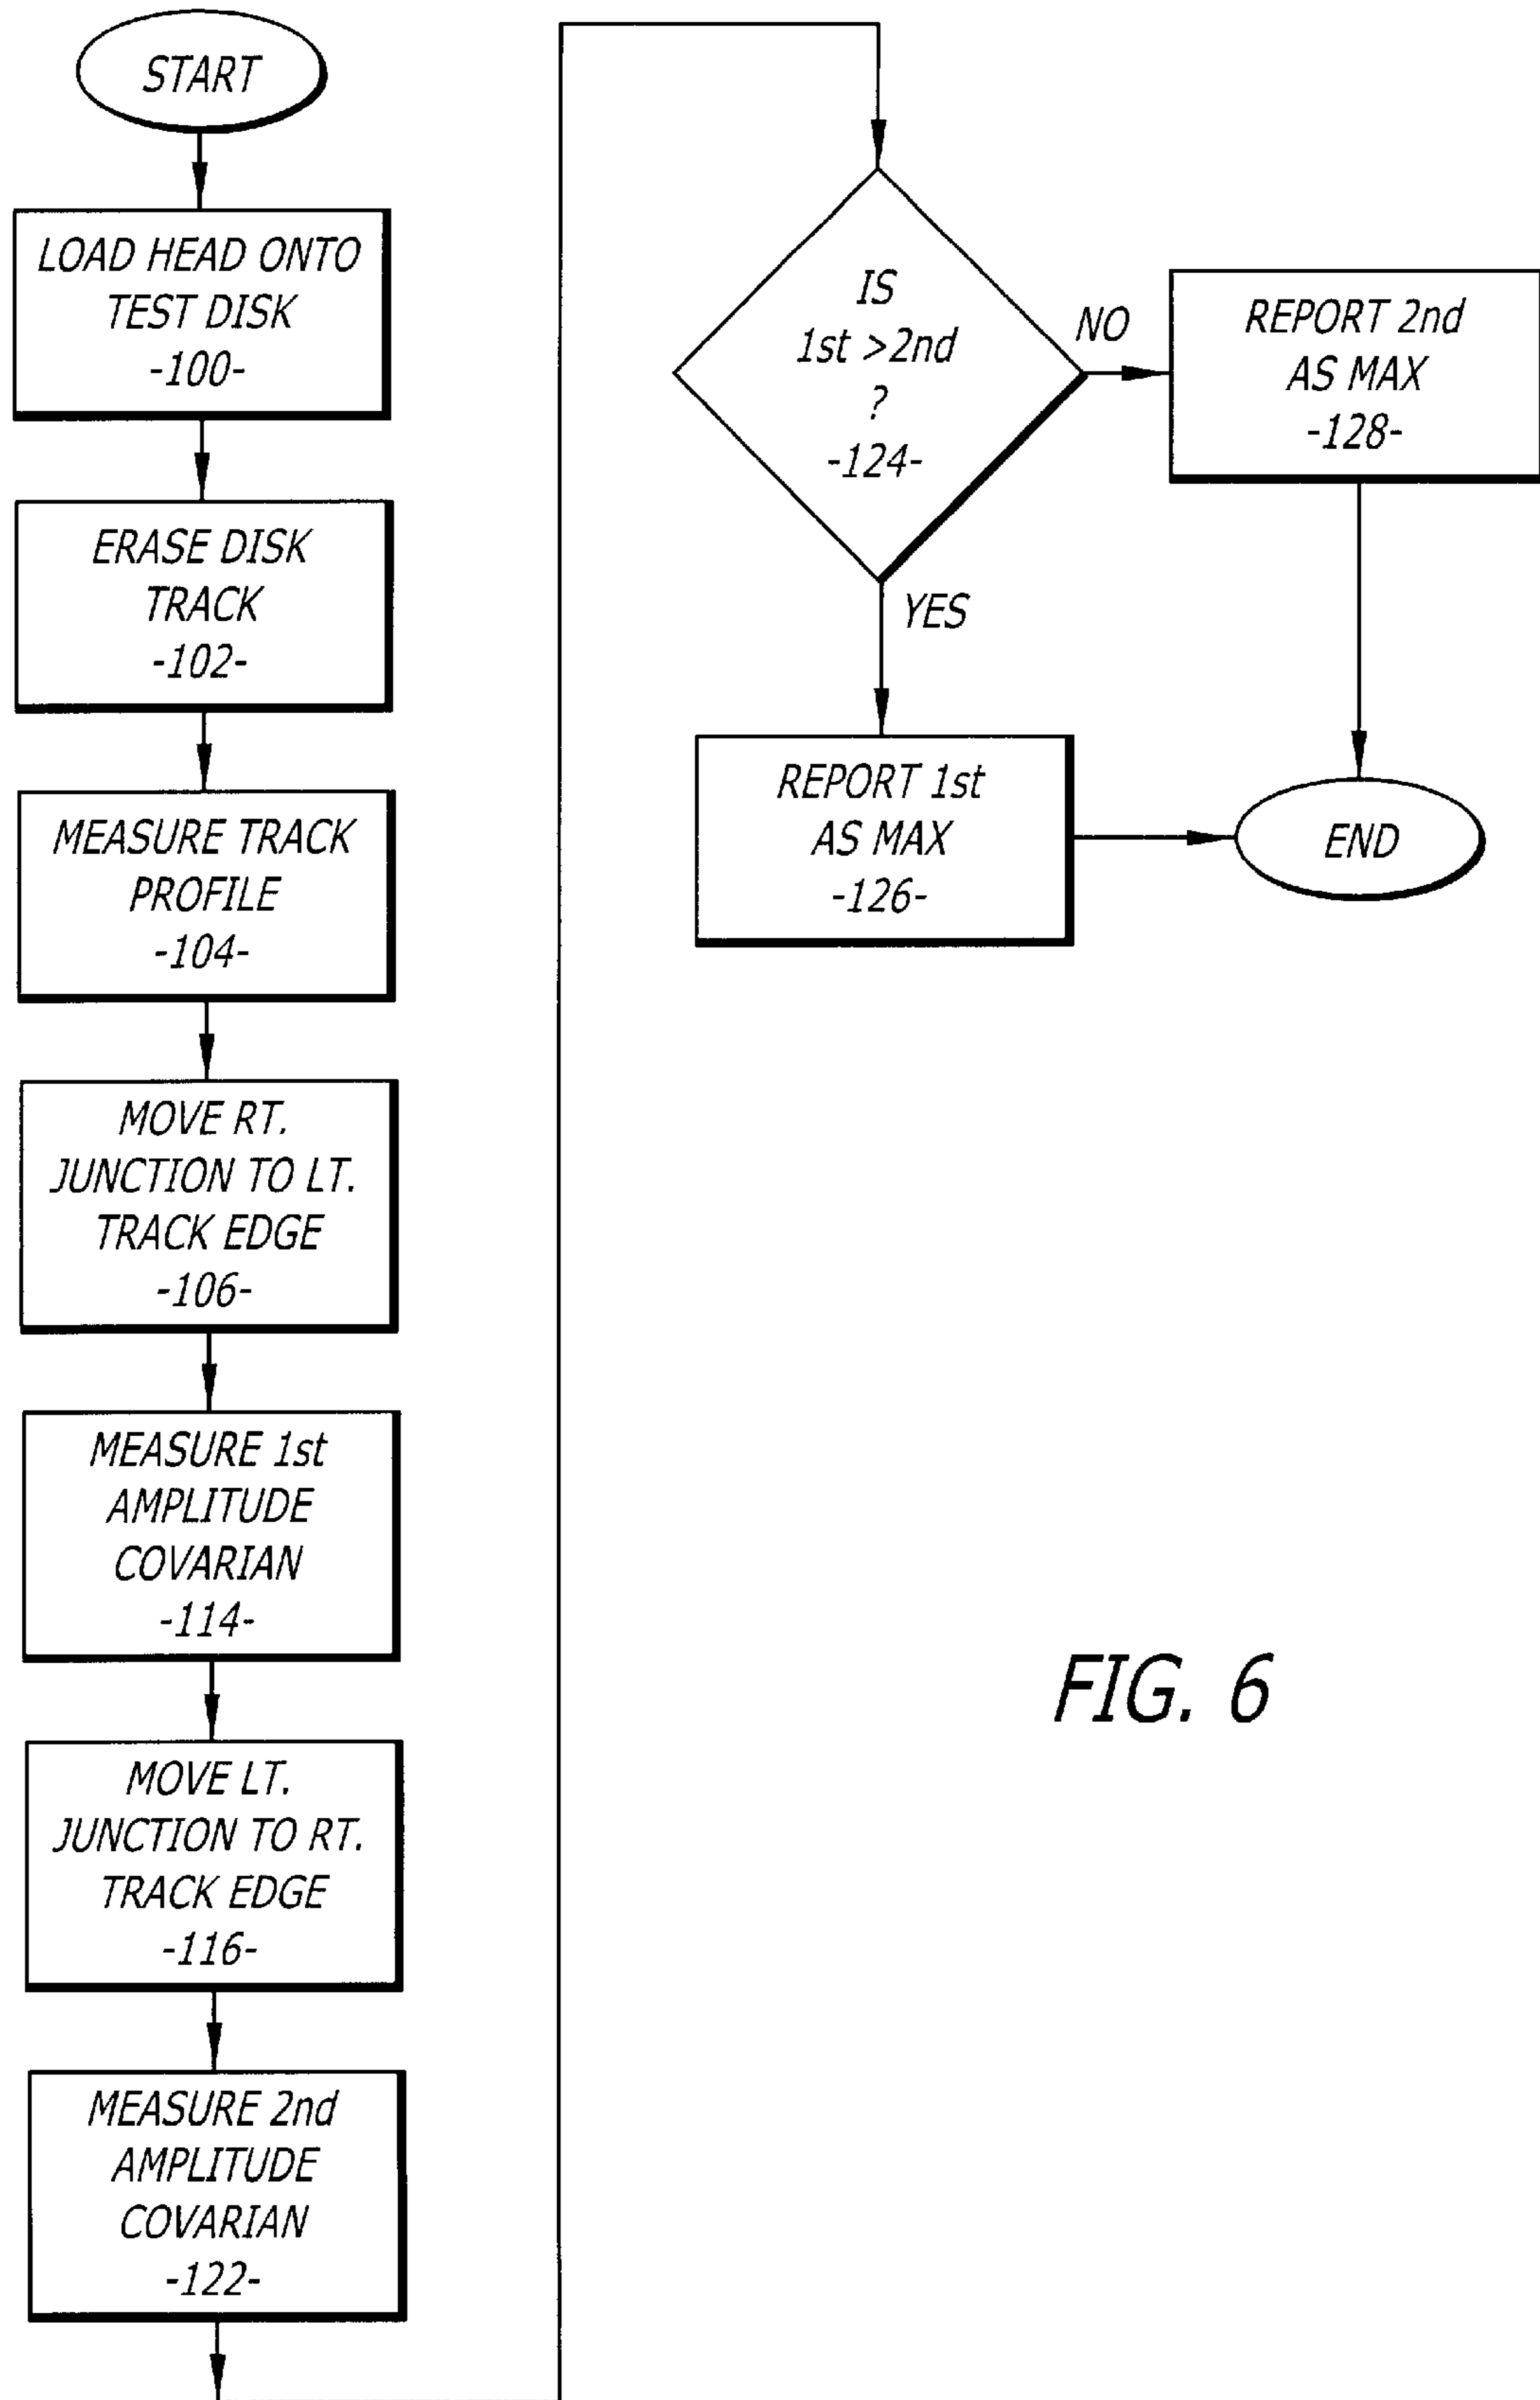 START
LOAD HEAD ONTO
TEST DISK
-100-
ERASE DISK
TRACK
-102-
MEASURE TRACK
PROFILE
-104-
MOVE RT.
JUNCTION TO LT.
TRACK EDGE
-106-
MEASURE 1st
AMPLITUDE
COVARIAN
-114-
MOVE LT.
JUNCTION TO RT.
TRACK EDGE
-116-
MEASURE 2nd
AMPLITUDE
COVARIAN
-122-
IS
1st >2nd
?
-124-
NO
REPORT 2nd
AS MAX
-128-
YES
REPORT 1st
AS MAX
-126-
END
FIG. 6